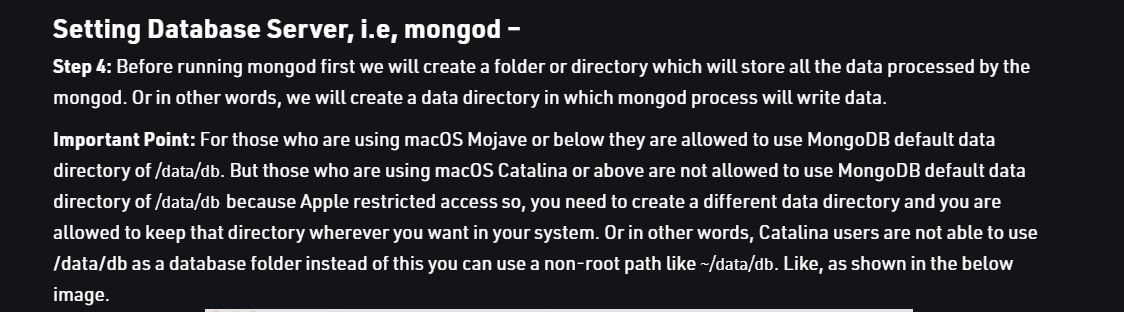 Setting Database Server, i.e, mongod –
Step 4: Before running mongod first we will create a folder or directory which will store all the data processed by the
mongod. Or in other words, we will create a data directory in which mongod process will write data.
Important Point: For those who are using macOS Mojave or below they are allowed to use MongoDB default data
directory of /data/db. But those who are using macOS Catalina or above are not allowed to use MongoDB default data
directory of /data/db because Apple restricted access so, you need to create a different data directory and you are
allowed to keep that directory wherever you want in your system. Or in other words, Catalina users are not able to use
/data/db as a database folder instead of this you can use a non-root path like ~/data/db. Like, as shown in the below
image.